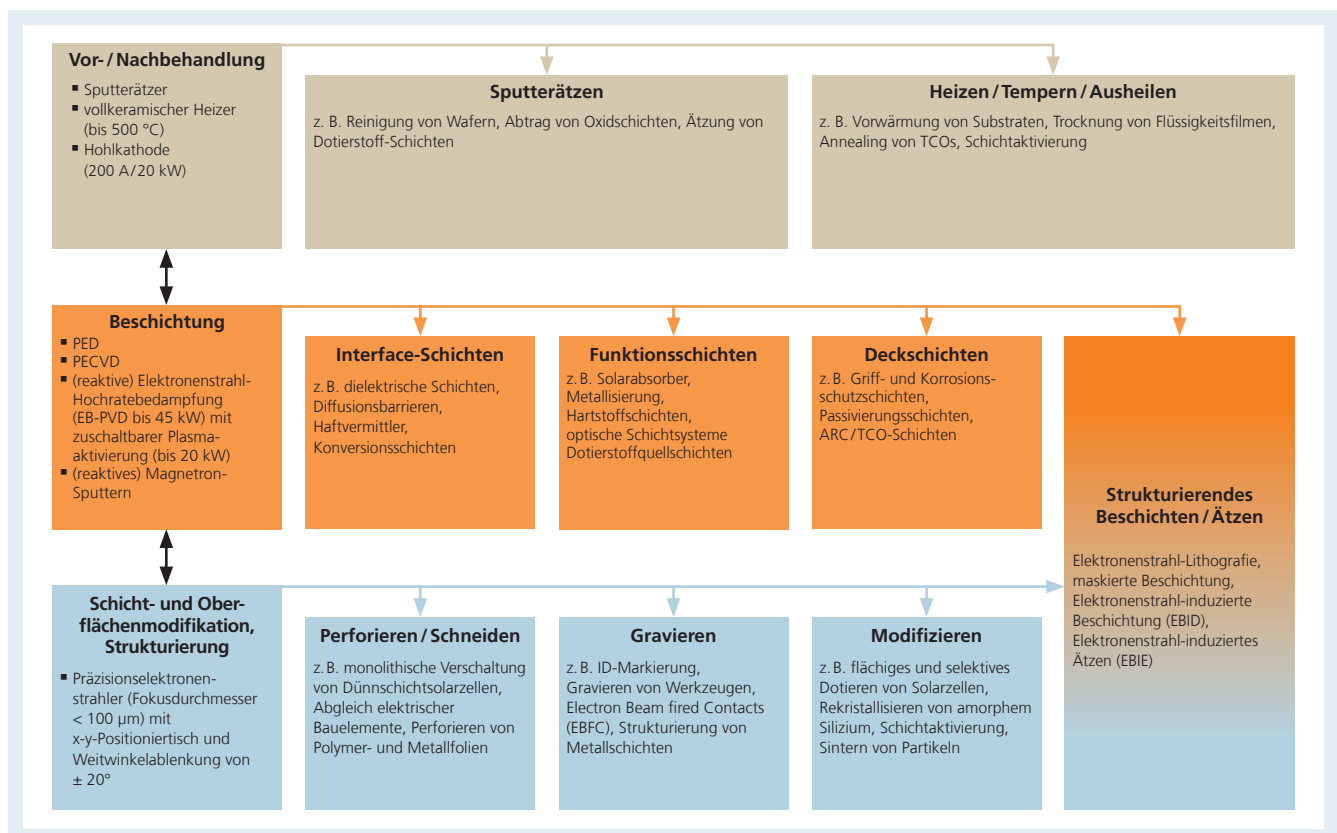 Vor- / Nachbehandlung
▪ Sputterätzer
▪ vollkeramischer Heizer
(bis 500 °C)
▪ Hohlkathode
(200 A / 20 kW)
Sputterätzen
z. B. Reinigung von Wafern, Abtrag von Oxidschichten, Ätzung von
Dotierstoff-Schichten
Heizen / Tempern / Ausheilen
z. B. Vorwärmung von Substraten, Trocknung von Flüssigkeitsfilmen,
Annealing von TCOs, Schichtaktivierung
Beschichtung
▪ PED
▪ PECVD
▪ (reaktive) Elektronenstrahl-
Hochratebedampfung
(EB-PVD bis 45 kW) mit
zuschaltbarer Plasma-
aktivierung (bis 20 kW)
▪ (reaktives) Magnetron-
Sputtern
Interface-Schichten
z. B. dielektrische Schichten,
Diffusionsbarrieren,
Haftvermittler,
Konversionsschichten
Funktionsschichten
z. B. Solarabsorber,
Metallisierung,
Hartstoffschichten,
optische Schichtsysteme
Dotierstoffquellschichten
Deckschichten
z. B. Griff- und Korrosions-
schutzschichten,
Passivierungsschichten,
ARC / TCO-Schichten
Strukturierendes
Beschichten / Ätzen
Elektronenstrahl-Lithografie,
maskierte Beschichtung,
Elektronenstrahl-induzierte
Beschichtung (EBID),
Elektronenstrahl-induziertes
Ätzen (EBIE)
Schicht- und Ober-
flächenmodifikation,
Strukturierung
▪ Präzisionselektronen-
strahler (Fokusdurchmesser
< 100 µm) mit
x-y-Positioniertisch und
Weitwinkelablenkung von
± 20°
Perforieren / Schneiden
z. B. monolithische Verschaltung
von Dünnschichtsolarzellen,
Abgleich elektrischer
Bauelemente, Perforieren von
Polymer- und Metallfolien
Gravieren
z. B. ID-Markierung,
Gravieren von Werkzeugen,
Electron Beam fired Contacts
(EBFC), Strukturierung von
Metallschichten
Modifizieren
z. B. flächiges und selektives
Dotieren von Solarzellen,
Rekristallisieren von amorphem
Silizium, Schichtaktivierung,
Sintern von Partikeln